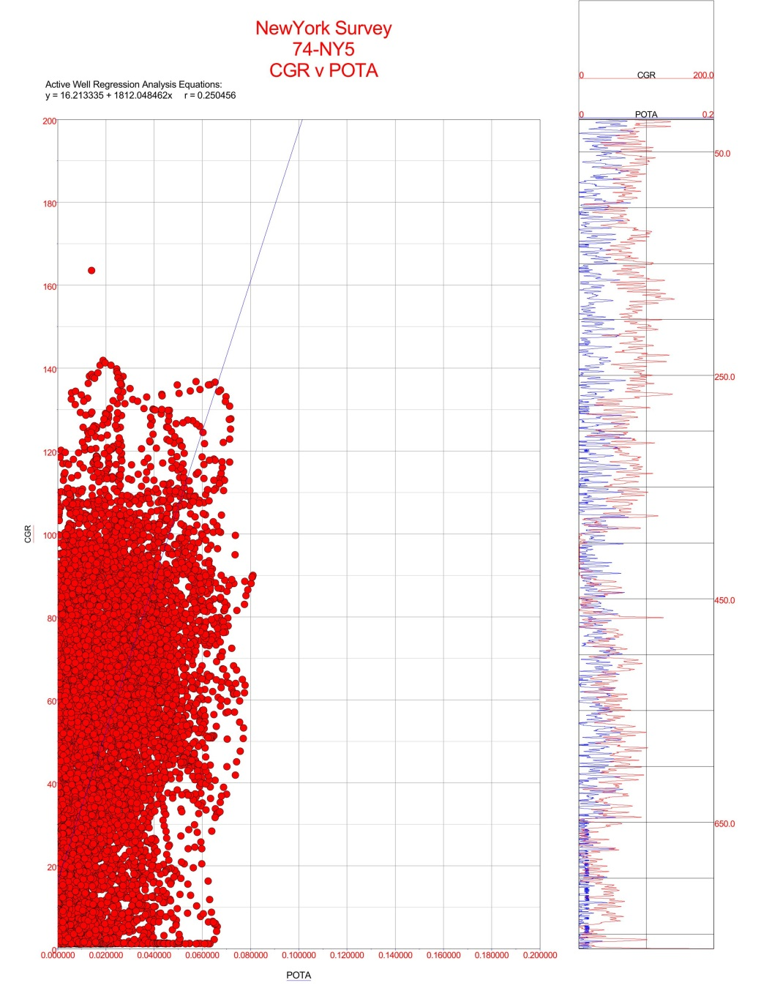 NewYork Survey
74-NY5
CGR v POTA
Active Well Regression Analysis Equations:
y = 16.213335 + 1812.048462x r = 0.250456
0 CGR 200.0
0 POTA 0.2
200
180
160
140
120
100
80
60
40
20
0
CGR
0.000000 0.020000 0.040000 0.060000 0.080000 0.100000 0.120000 0.140000 0.160000 0.180000 0.200000
POTA
50.0
250.0
450.0
650.0